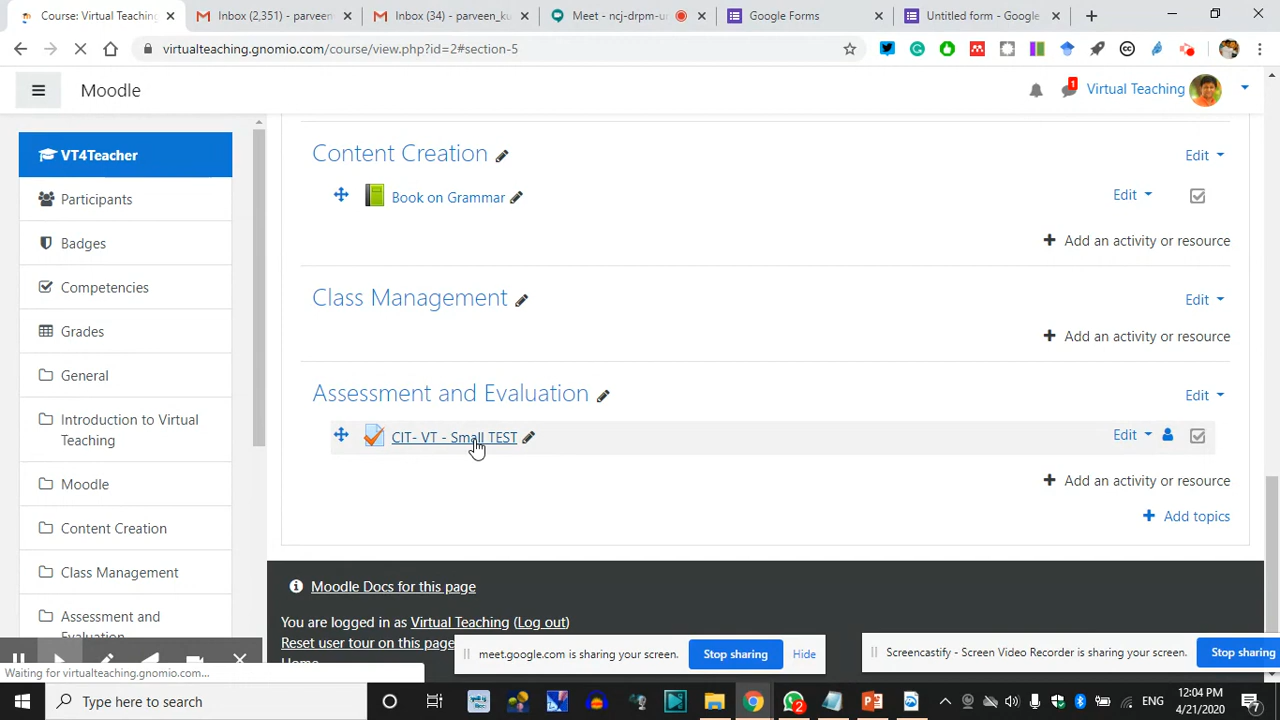 Course: Virtual Teaching
Inbox (2,351) - parveen
Inbox (34) - parveen_ku
Meet - ncj-drpm-u
Google Forms
Untitled form - Google
virtualteaching.gnomio.com/course/view.php?id=2#section-5
Moodle
1
Virtual Teaching
VT4Teacher
Participants
Badges
Competencies
Grades
General
Introduction to Virtual
Teaching
Moodle
Content Creation
Class Management
Assessment and
Evaluation
Content Creation
Edit
Book on Grammar
Edit
Add an activity or resource
Class Management
Edit
Add an activity or resource
Assessment and Evaluation
Edit
CIT- VT - Small TEST
Edit
Add an activity or resource
Add topics
Moodle Docs for this page
You are logged in as Virtual Teaching (Log out)
Reset user tour on this page
Home
meet.google.com is sharing your screen.
Stop sharing
Hide
Screencastify - Screen Video Recorder is sharing your screen.
Stop sharing
Waiting for virtualteaching.gnomio.com...
Type here to search
2
ENG
12:04 PM
4/21/2020
7